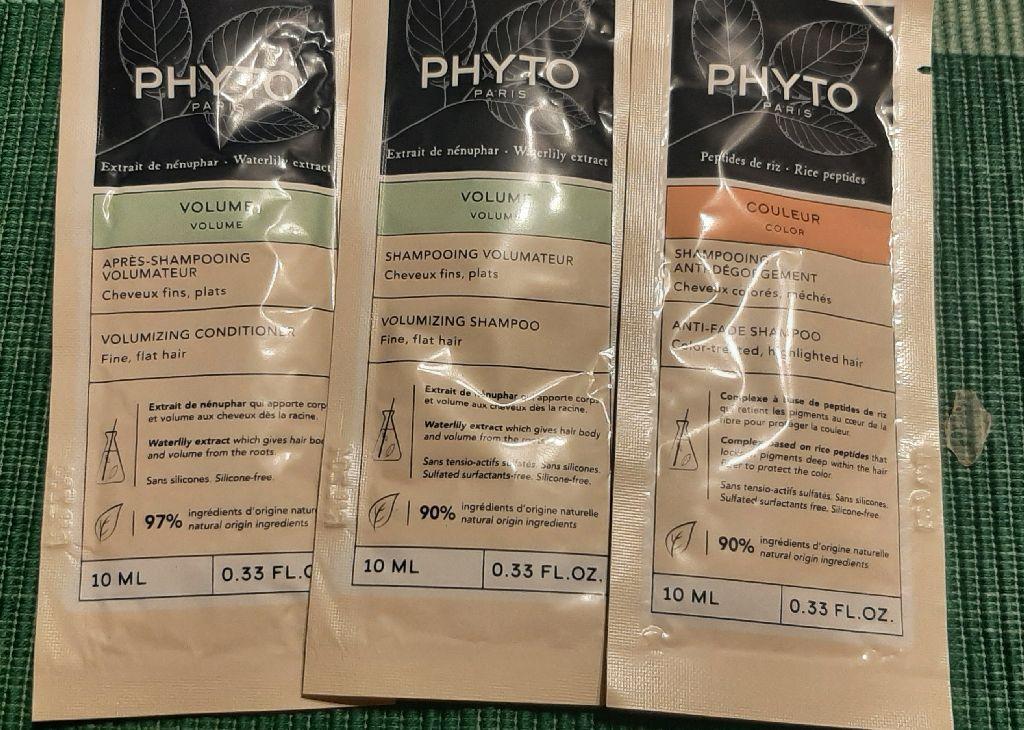 PHYTO
PARIS
Extrait de nénuphar · Waterlily extract
VOLUME
VOLUME
APRÈS-SHAMPOOING
VOLUMATEUR
Cheveux fins, plats
VOLUMIZING CONDITIONER
Fine, flat hair
Extrait de nénuphar qui apporte corp
et volume aux cheveux dès la racine.
Waterlily extract which gives hair bod
and volume from the roots.
Sans silicones. Silicone-free.
97% ingrédients d'origine natur
natural origin ingredients
10 ML
0.33 FL.O
PHYTO
PARIS
Extrait de nénuphar · Waterlily extract
VOLUME
VOLUME
SHAMPOOING VOLUMATEUR
Cheveux fins, plats
VOLUMIZING SHAMPOO
Fine, flat hair
Extrait de nénuphar qui apporte corp
et volume aux cheveux dès la racine.
Waterlily extract which gives hair body
and volume from the roots.
Sans tensio-actifs sulfatés. Sans silicones.
Sulfated surfactants-free. Silicone-free.
90% ingrédients d'origine naturelle
natural origin ingredients
10 ML
0.33 FL.OZ.
PHYTO
PARIS
Peptides de riz · Rice peptides
COULEUR
COLOR
SHAMPOOING
ANTI-DÉGORGEMENT
Cheveux colorés, méchés
ANTI-FADE SHAMPOO
Color-treated, highlighted hair
Complexe à base de peptides de riz
qui retient les pigments au cœur de la
fibre pour protéger la couleur.
Complex based on rice peptides that
pigments deep within the hair
fiber to protect the color.
Sans tensio-actifs sulfatés. Sans silicones.
Sulfated surfactants free. Silicone-free.
90% ingrédients d'origine naturelle
natural origin ingredients
10 ML
0.33 FL.OZ.